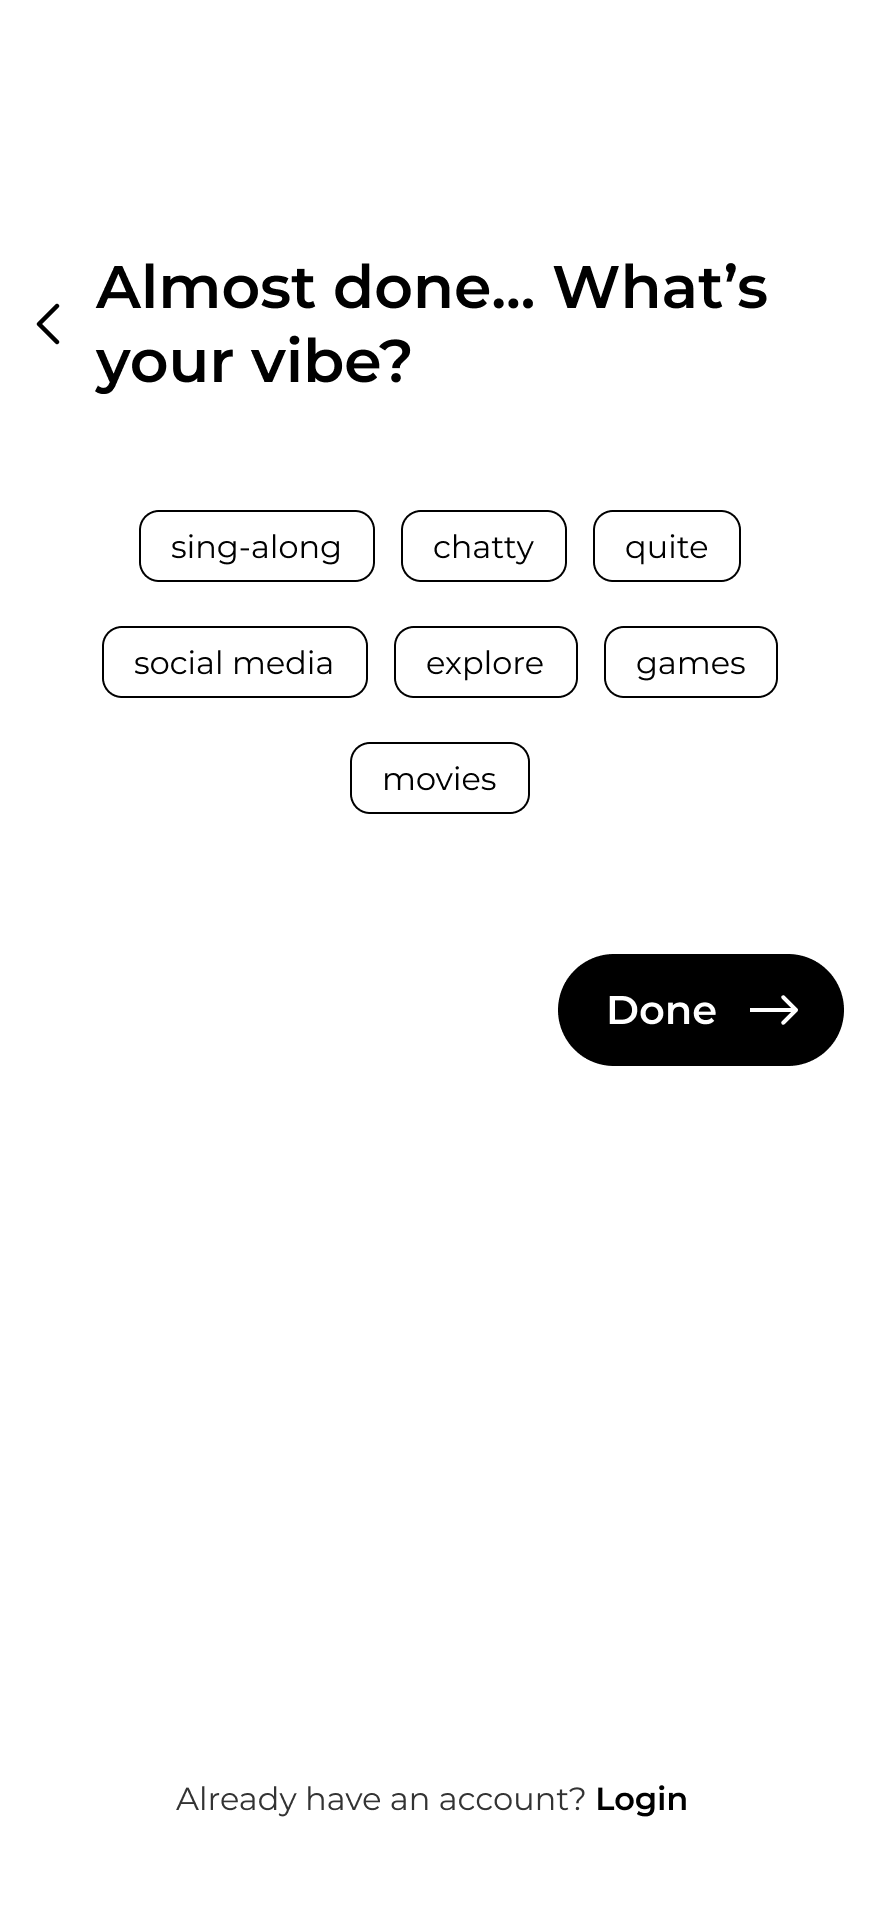 Almost done... What’s
your vibe?
sing-along chatty quite
social media explore games
movies
Done
Already have an account? Login